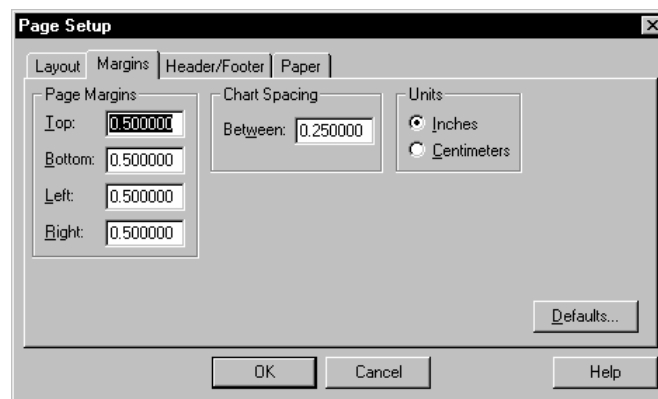 Page Setup
Layout Margins Header/Footer Paper
Page Margins
Top: 0.500000
Bottom: 0.500000
Left: 0.500000
Right: 0.500000
Chart Spacing
Between: 0.250000
Units
Inches
Centimeters
Defaults...
OK Cancel Help